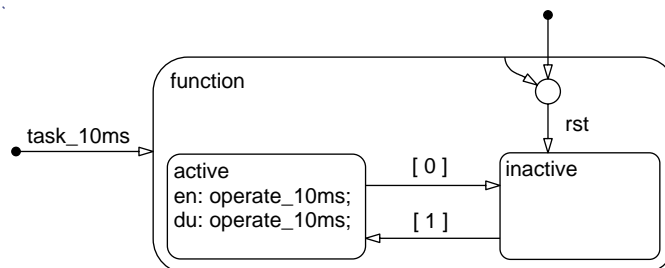 function
task_10ms
rst
active
en: operate_10ms;
du: operate_10ms;
[ 0 ]
[ 1 ]
inactive